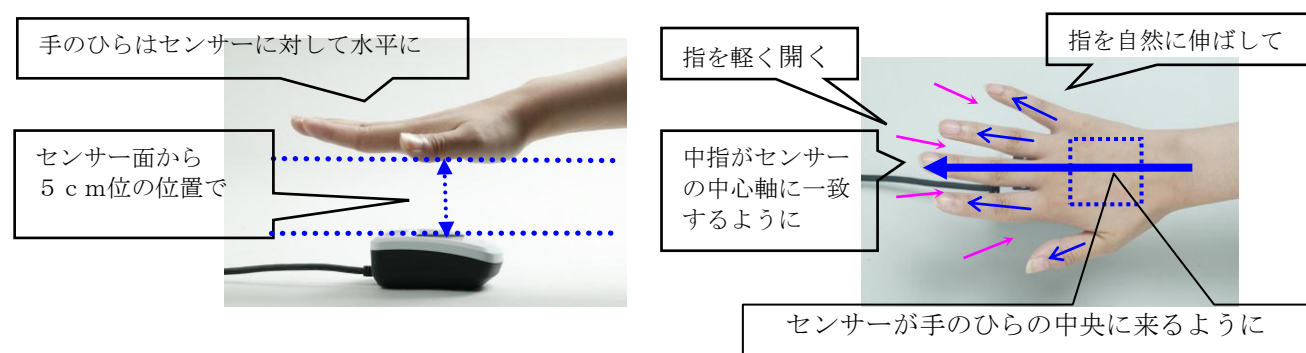 手のひらはセンサーに対して水平に
センサー面から
５ｃｍ位の位置で
指を軽く開く
指を自然に伸ばして
中指がセンサー
の中心軸に一致
するように
センサーが手のひらの中央に来るように